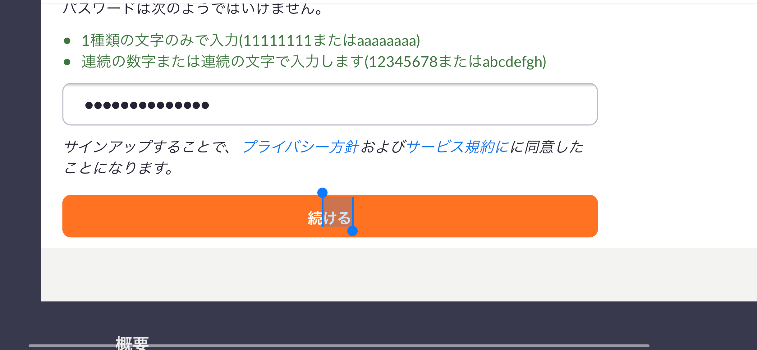 パスワードは次のようではいけません。
1種類の文字のみで入力(11111111またはaaaaaaaa)
連続の数字または連続の文字で入力します(12345678またはabcdefgh)
サインアップすることで、 プライバシー方針およびサービス規約にに同意した
ことになります。
続ける
概要